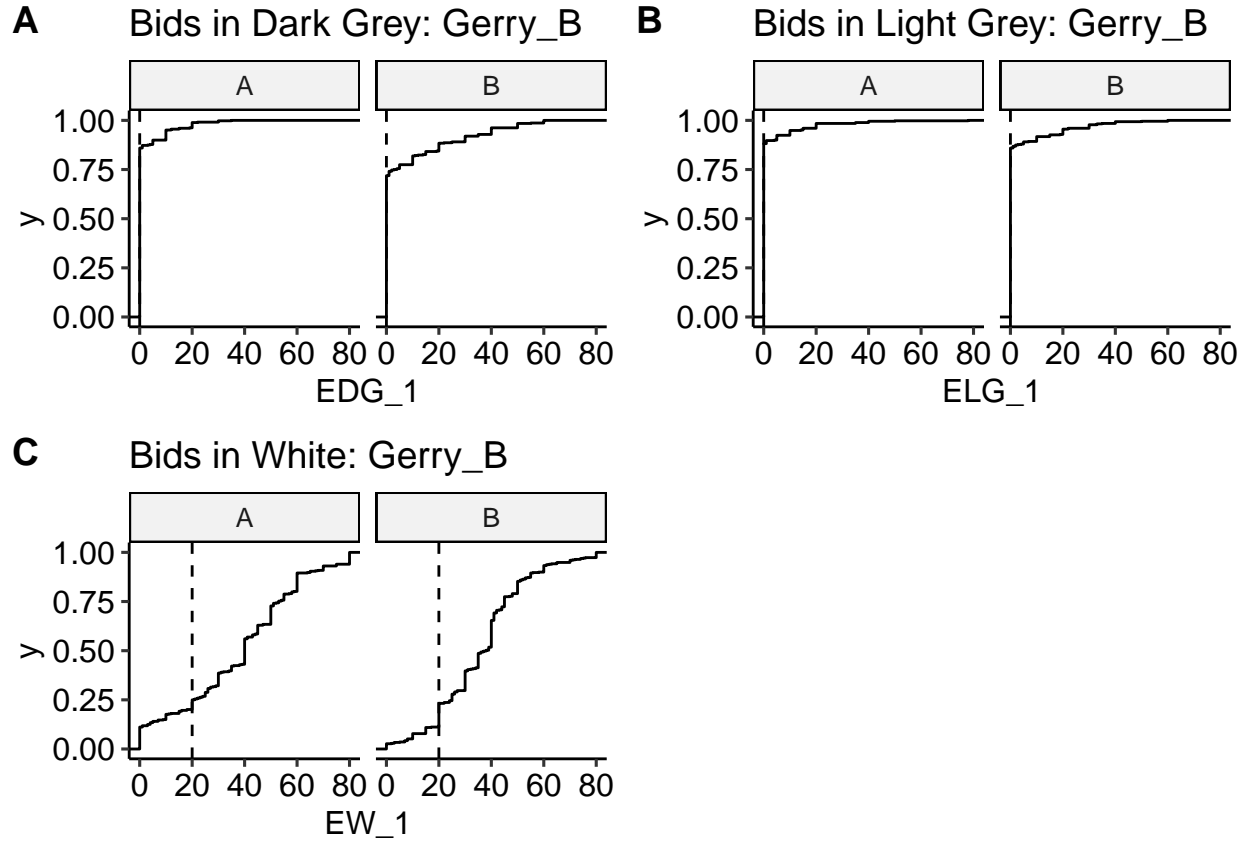 A Bids in Dark Grey: Gerry_B
A B
1.00
0.75
0.50
0.25
0.00
y
0 20 40 60 80 0 20 40 60 80
EDG_1
B Bids in Light Grey: Gerry_B
A B
1.00
0.75
0.50
0.25
0.00
y
0 20 40 60 80 0 20 40 60 80
ELG_1
C Bids in White: Gerry_B
A B
1.00
0.75
0.50
0.25
0.00
y
0 20 40 60 80 0 20 40 60 80
EW_1